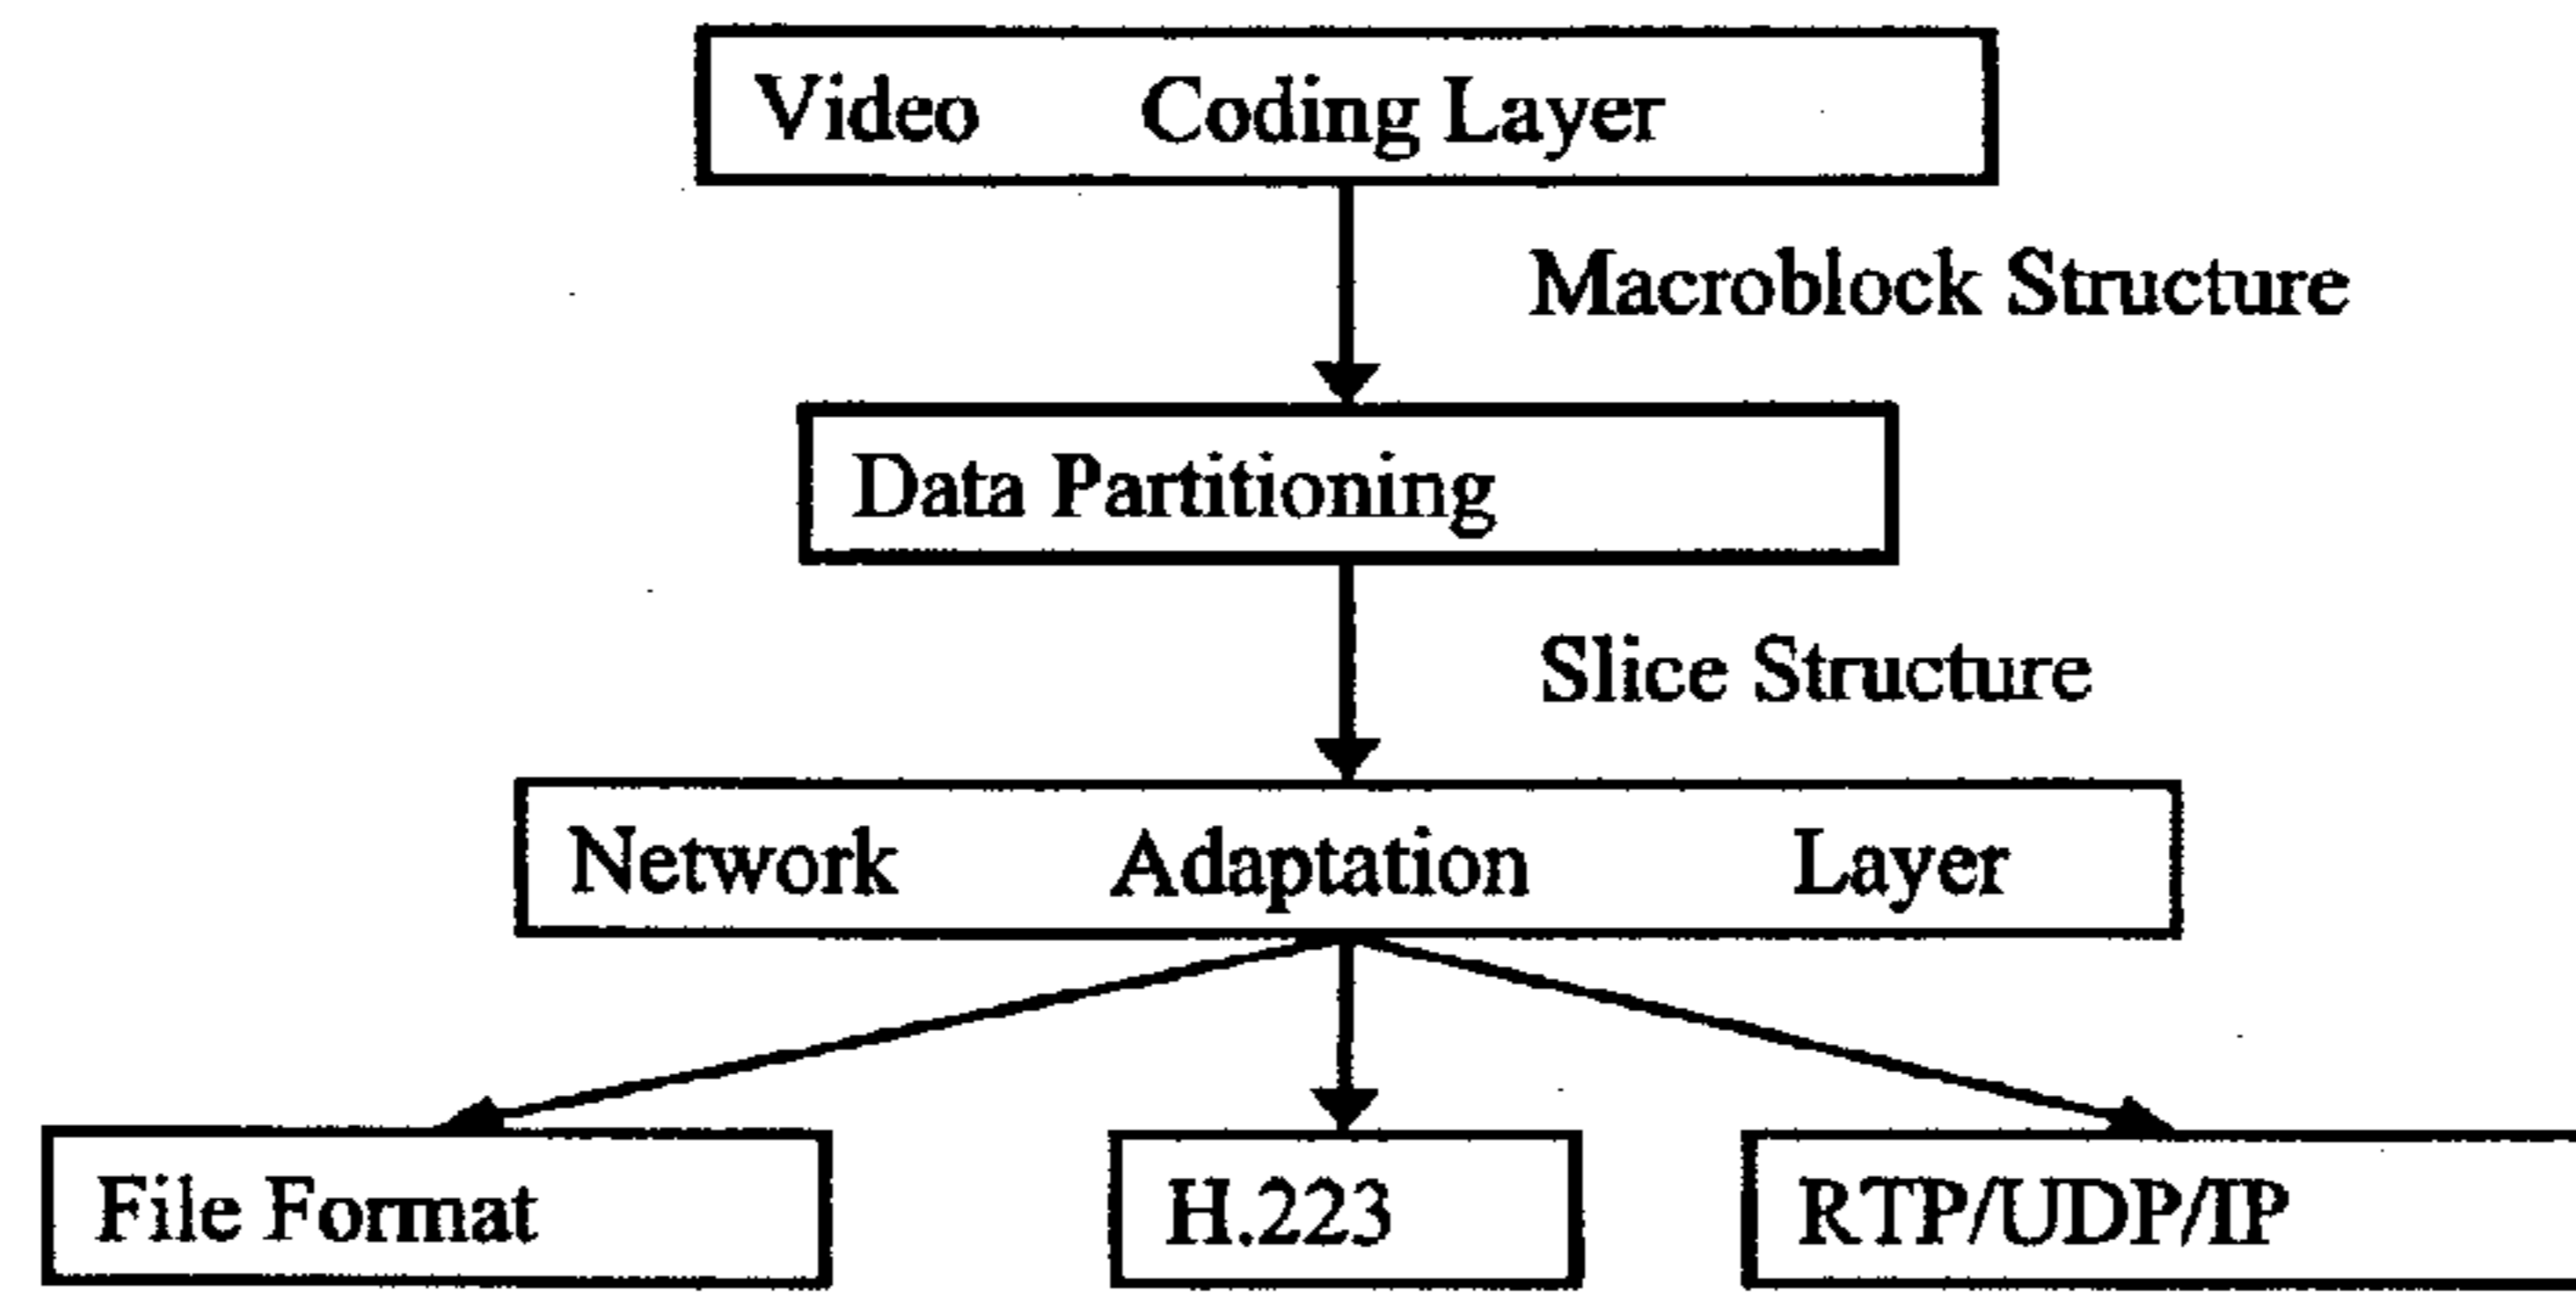 Video Coding Layer
Macroblock Structure
Data Partitioning
Slice Structure
Network Adaptation Layer
File Format
H.223
RTP/UDP/IP